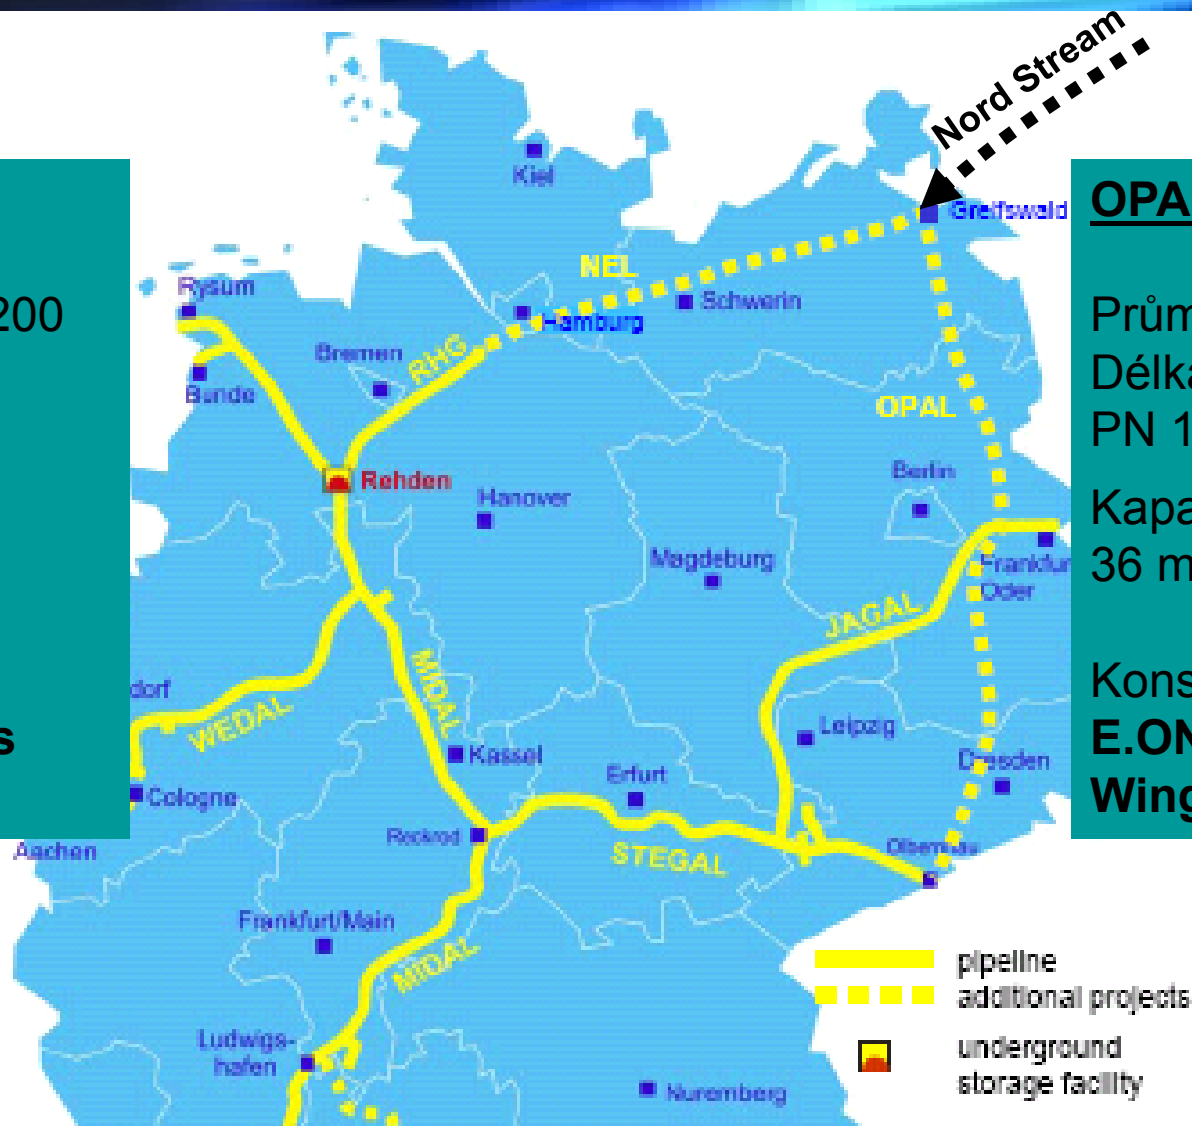 Nord Stream
Kiel
Greifswald
OPA
NEL
Rysum
200
Schwerin
Hamburg
Prům
Bremen
RHG
Délka
Bunde
OPAL
PN 1
Berlin
Rehden
Hanover
Kapa
Magdeburg
Frankfur
36 m
Oder
JAGAL
MIDAL
dorf
Kons
WEDAL
Leipzig
s
E.ON
Kassel
Erfurt
Dresden
Cologne
Wing
Reckrod
Aachen
STEGAL
Frankfurt/Main
MIDAL
pipeline
additional projects
Ludwigs-
hafen
underground
storage facility
Nuremberg